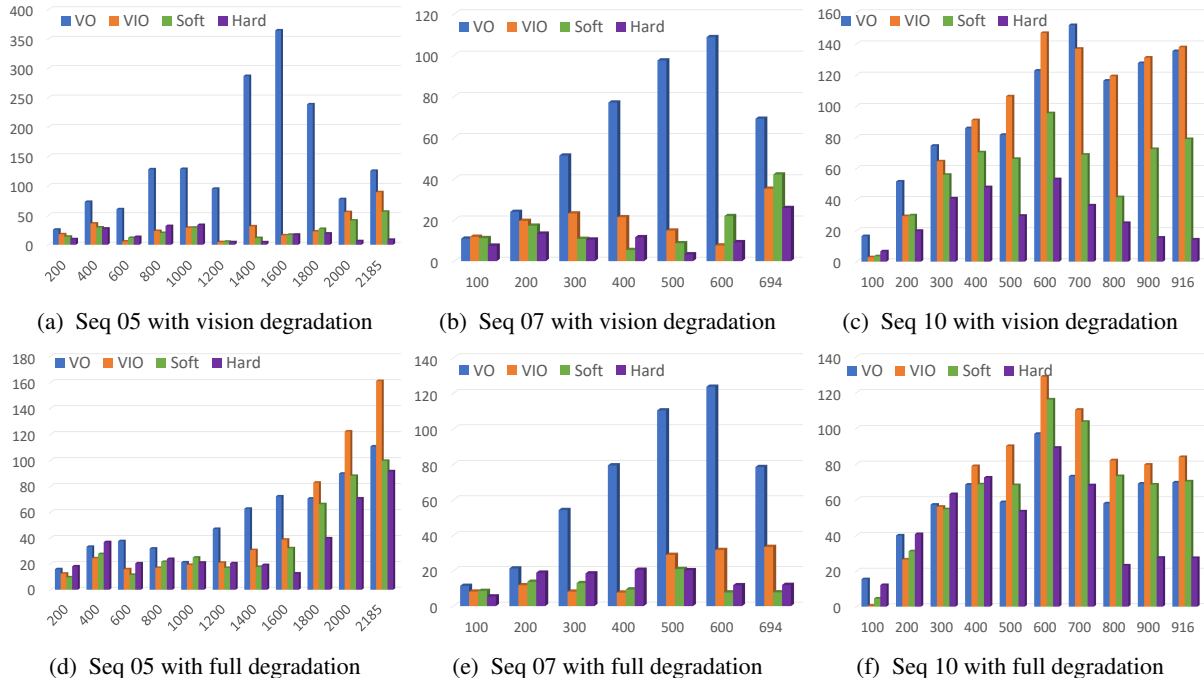 400
350
300
250
200
150
100
50
0
VO VIO Soft Hard
200 400 600 800 1000 1200 1400 1600 1800 2000 2185
(a) Seq 05 with vision degradation
120
100
80
60
40
20
0
VO VIO Soft Hard
100 200 300 400 500 600 694
(b) Seq 07 with vision degradation
160
140
120
100
80
60
40
20
0
VO VIO Soft Hard
100 200 300 400 500 600 700 800 900 916
(c) Seq 10 with vision degradation
180
160
140
120
100
80
60
40
20
0
VO VIO Soft Hard
200 400 600 800 1000 1200 1400 1600 1800 2000 2185
(d) Seq 05 with full degradation
140
120
100
80
60
40
20
0
VO VIO Soft Hard
100 200 300 400 500 600 694
(e) Seq 07 with full degradation
140
120
100
80
60
40
20
0
VO VIO Soft Hard
100 200 300 400 500 600 700 800 900 916
(f) Seq 10 with full degradation